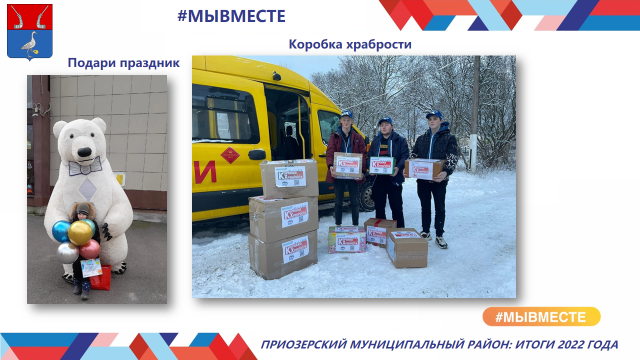 #МЫВМЕСТЕ
Коробка храбрости
Подари праздник
И
#МЫВМЕСТЕ
ПРИОЗЕРСКИЙ МУНИЦИПАЛЬНЫЙ РАЙОН: ИТОГИ 2022 ГОДА